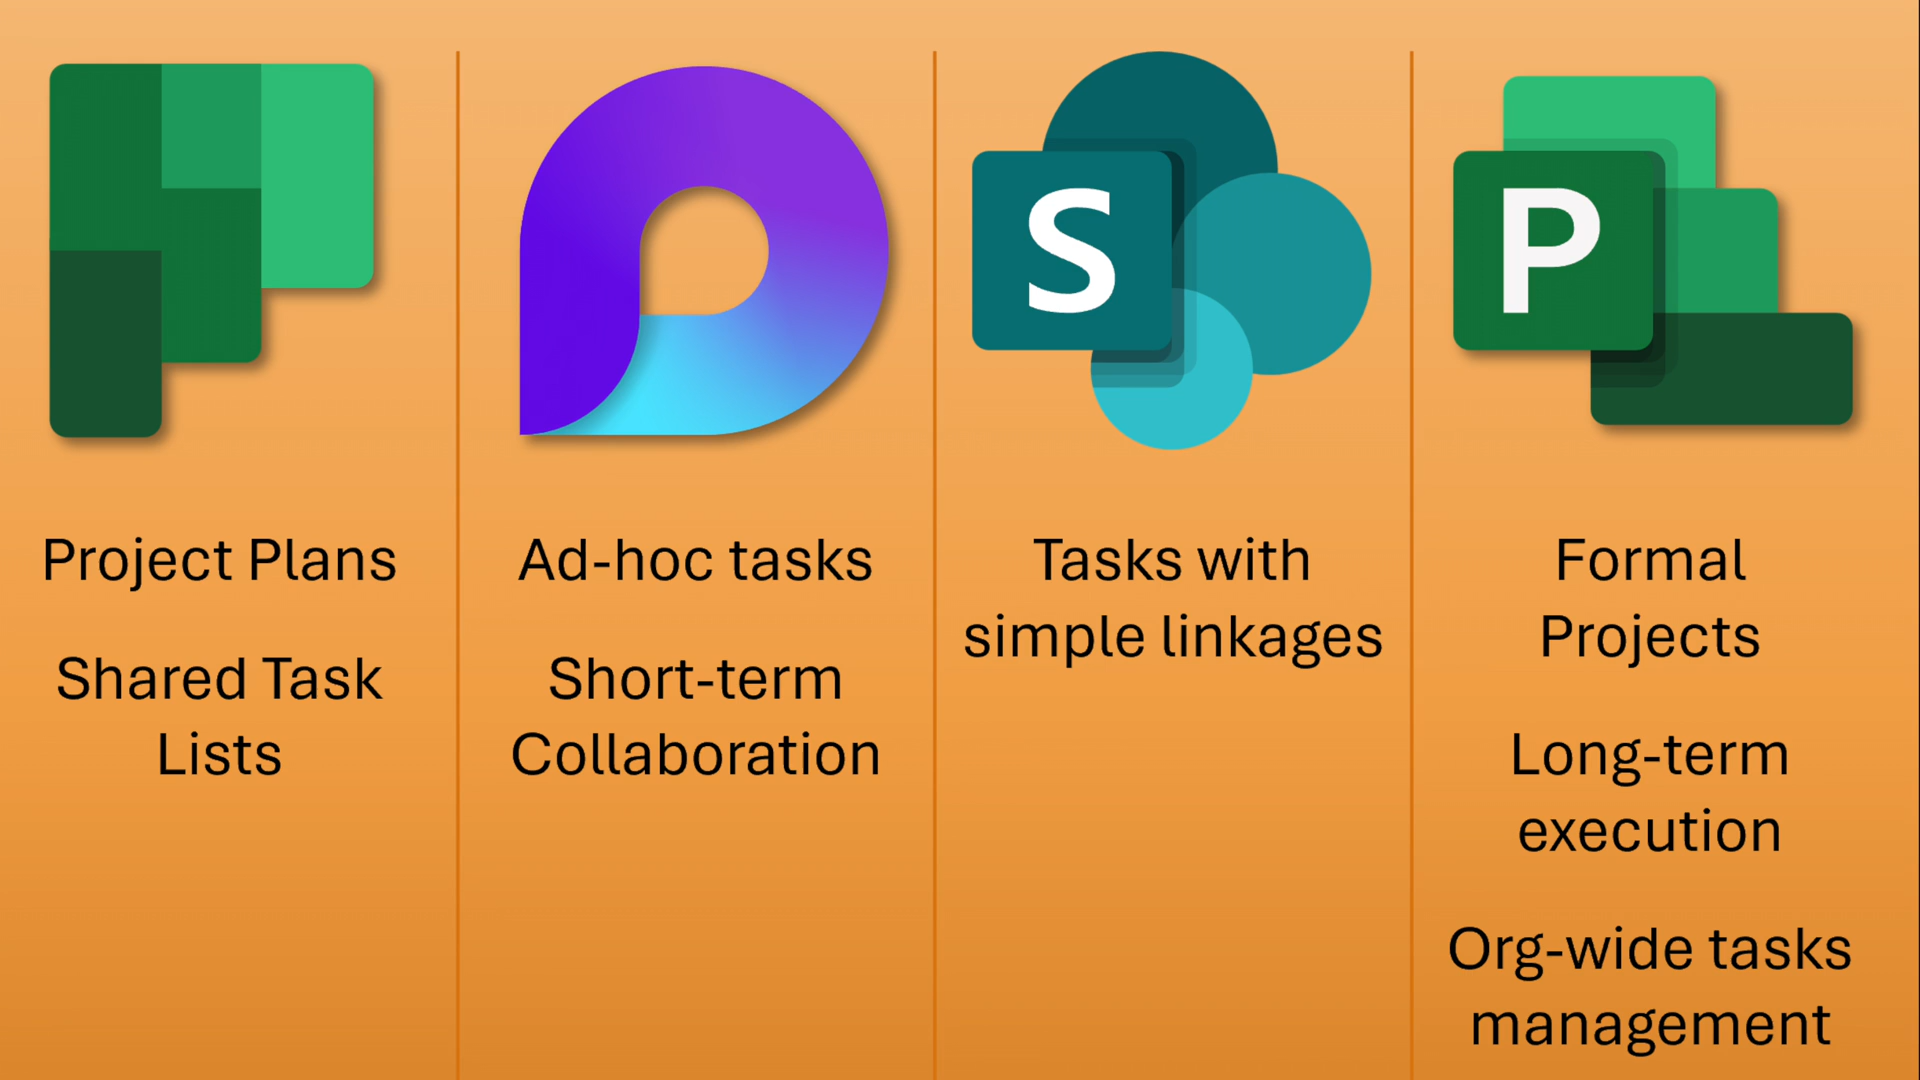 S
P
Project Plans
Shared Task
Lists
Ad-hoc tasks
Short-term
Collaboration
Tasks with
simple linkages
Formal
Projects
Long-term
execution
Org-wide tasks
management